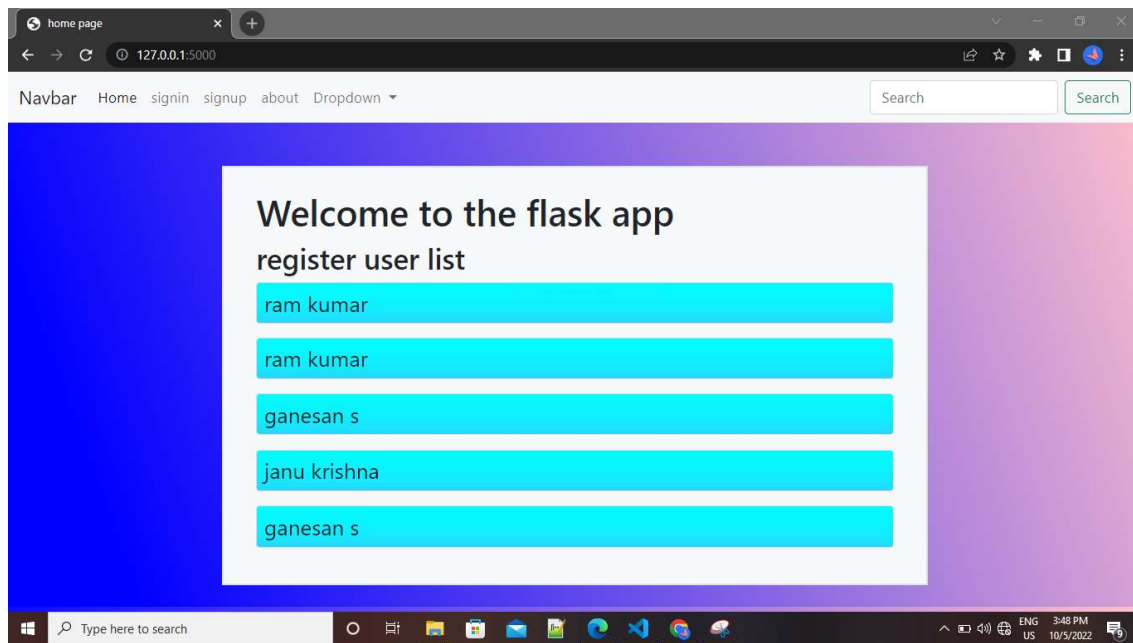 home page
127.0.0.1:5000
Navbar Home signin signup about Dropdown Search Search
Welcome to the flask app
register user list
ram kumar
ram kumar
ganesan s
janu krishna
ganesan s
Type here to search
ENG 3:48 PM
US 10/5/2022
9